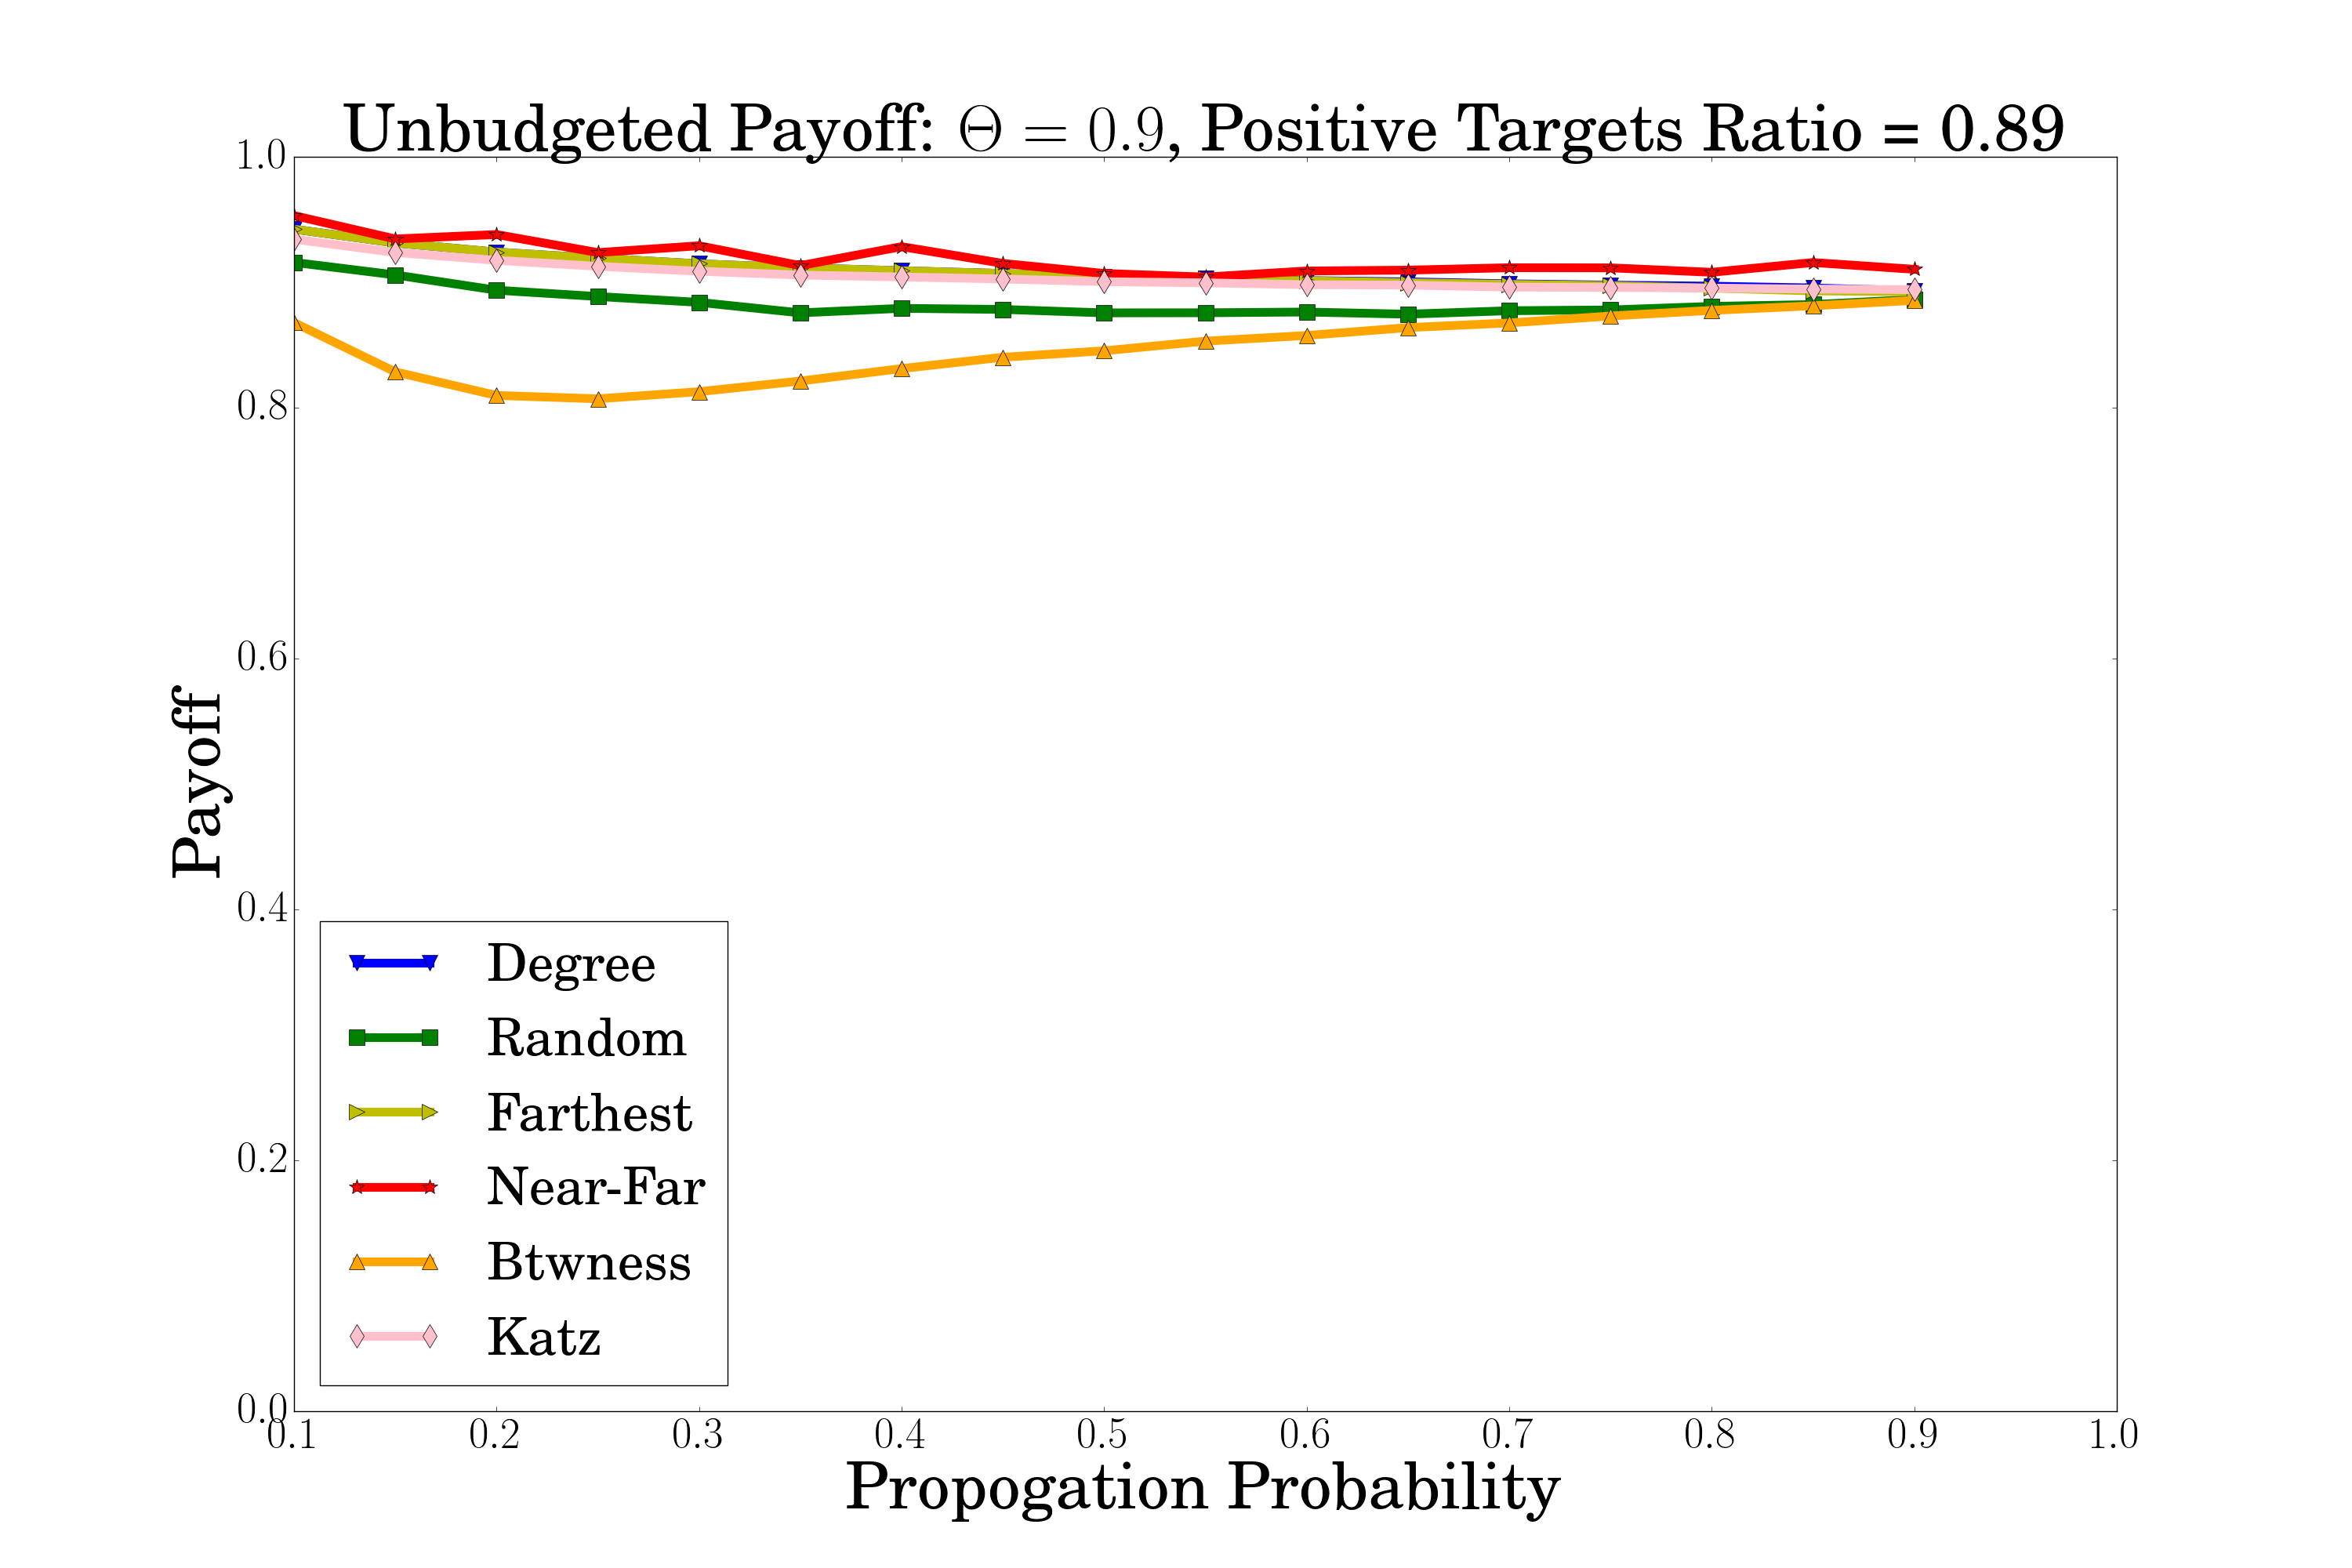 Unbudgeted Payoff: Θ = 0.9, Positive Targets Ratio = 0.89
1.0
0.8
0.6
0.4
0.2
0.0
Payoff
Degree
Random
Farthest
Near-Far
Btwness
Katz
0.1 0.2 0.3 0.4 0.5 0.6 0.7 0.8 0.9 1.0
Propogation Probability